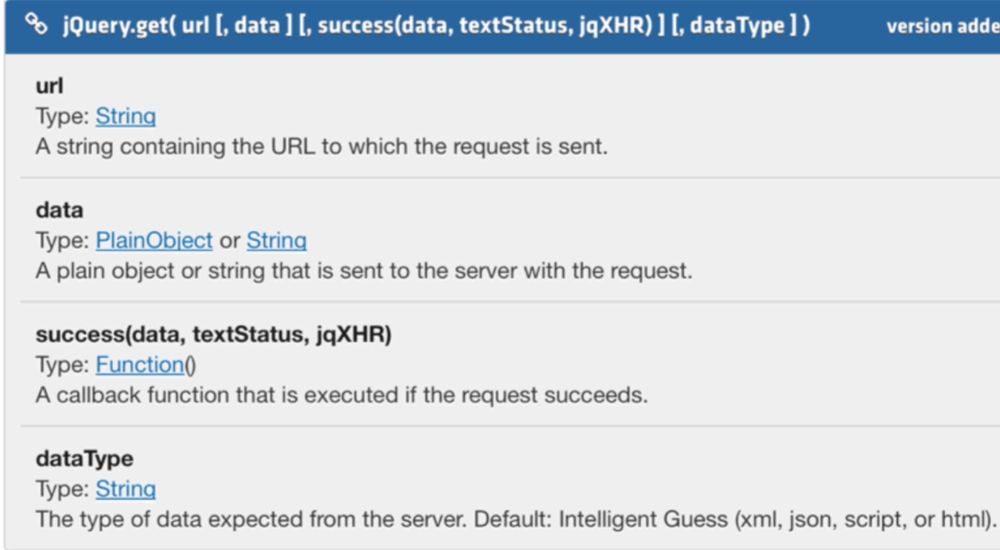 jQuery.get( url [, data ] [, success(data, textStatus, jqXHR) ] [, dataType ] ) version adde
url
Type: String
A string containing the URL to which the request is sent.
data
Type: PlainObject or String
A plain object or string that is sent to the server with the request.
success(data, textStatus, jqXHR)
Type: Function()
A callback function that is executed if the request succeeds.
dataType
Type: String
The type of data expected from the server. Default: Intelligent Guess (xml, json, script, or html).